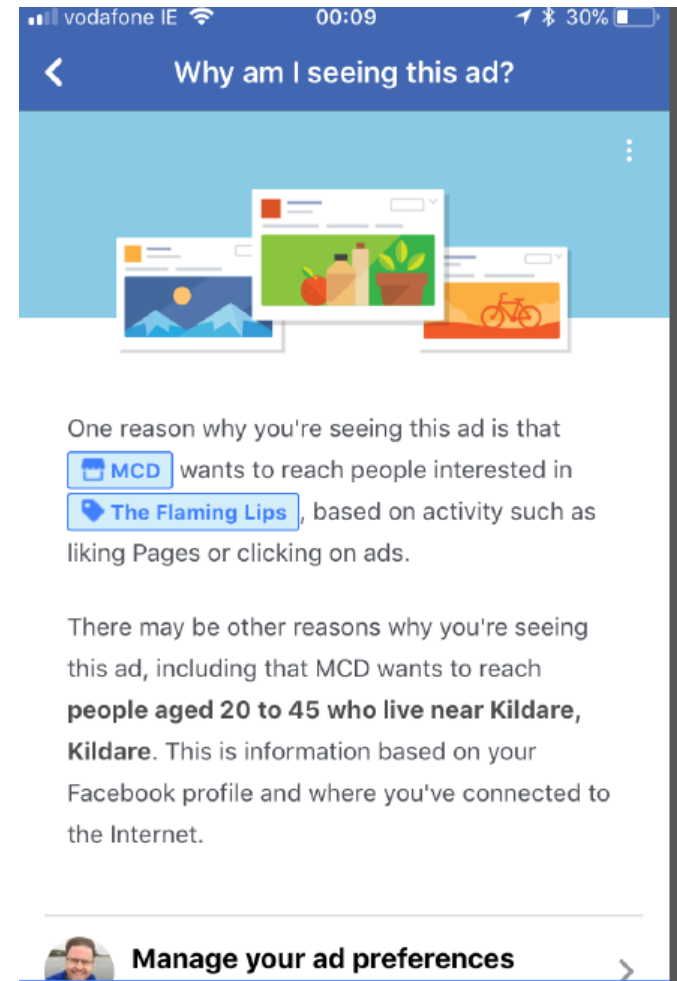 vodafone IE 00:09 30%
Why am I seeing this ad?
One reason why you're seeing this ad is that
MCD wants to reach people interested in
The Flaming Lips, based on activity such as
liking Pages or clicking on ads.
There may be other reasons why you're seeing
this ad, including that MCD wants to reach
people aged 20 to 45 who live near Kildare,
Kildare. This is information based on your
Facebook profile and where you've connected to
the Internet.
Manage your ad preferences